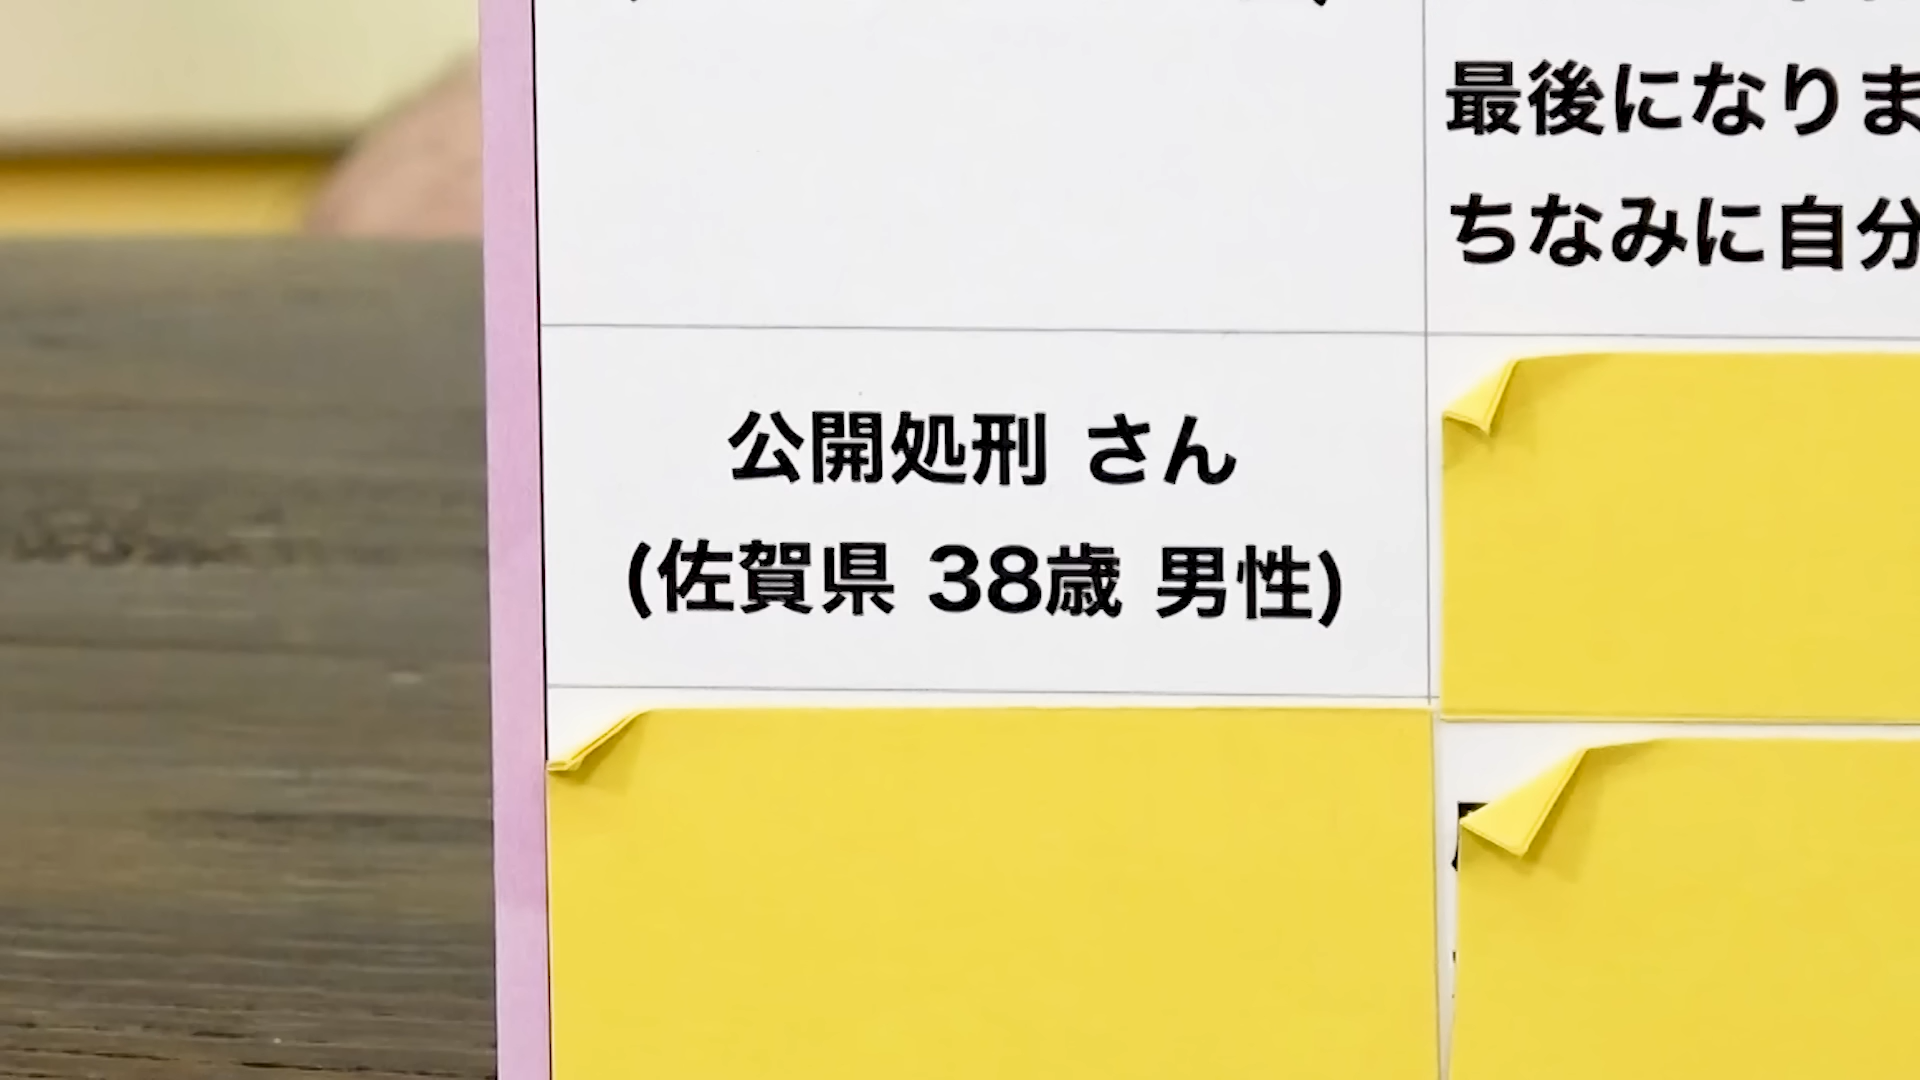 最後になりま
ちなみに自分
公開処刑 さん
(佐賀県 38歳 男性)